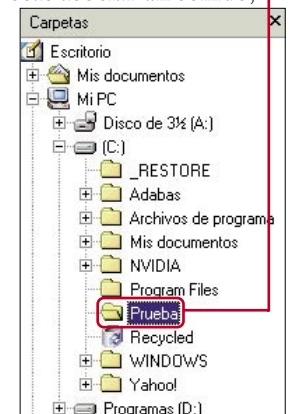 Carpetas
Escritorio
Mis documentos
Mi PC
Disco de 3½ (A:)
(C:)
_RESTORE
Adabas
Archivos de programa
Mis documentos
NVIDIA
Program Files
Prueba
Recycled
WINDOWS
Yahoo!
Programas (D:)